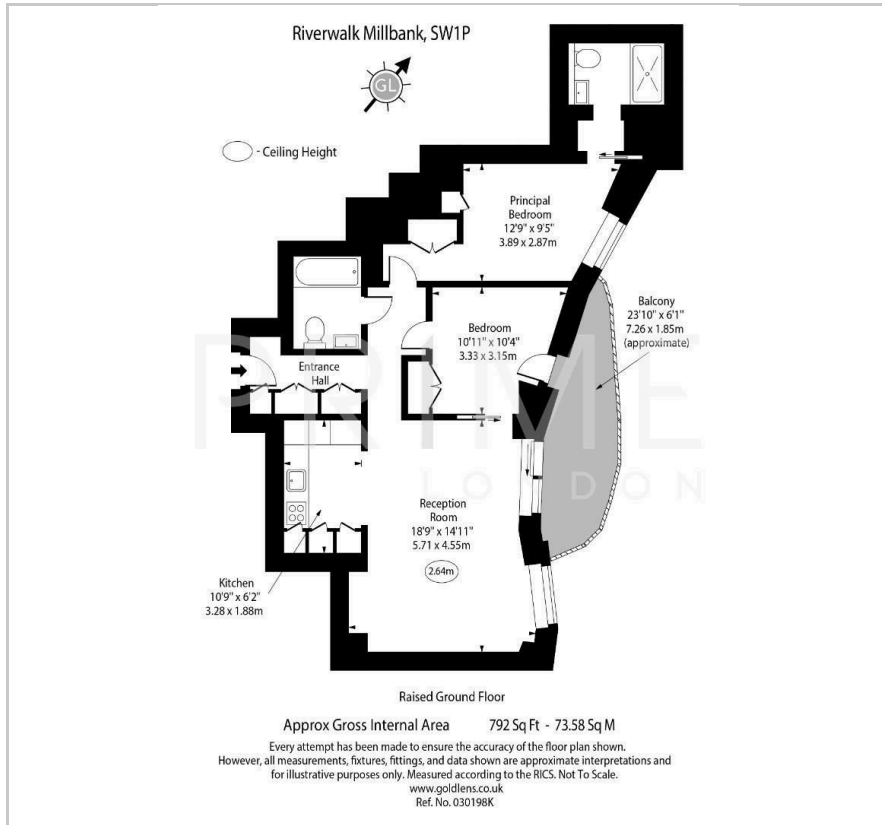 Riverwalk Millbank, SW1P
GL
- Ceiling Height
Principal
Bedroom
12'9" x 9'5"
3.89 x 2.87m
Balcony
23'10" x 6'1"
7.26 x 1.85m
(approximate)
Bedroom
10'11" x 10'4"
3.33 x 3.15m
Entrance
Hall
PRIME
LONDON
Reception
Room
18'9" x 14'11"
5.71 x 4.55m
2.64m
Kitchen
10'9" x 6'2"
3.28 x 1.88m
Raised Ground Floor
Approx Gross Internal Area 792 Sq Ft - 73.58 Sq M
Every attempt has been made to ensure the accuracy of the floor plan shown.
However, all measurements, fixtures, fittings, and data shown are approximate interpretations and
for illustrative purposes only. Measured according to the RICS. Not To Scale.
www.goldlens.co.uk
Ref. No. 030198K